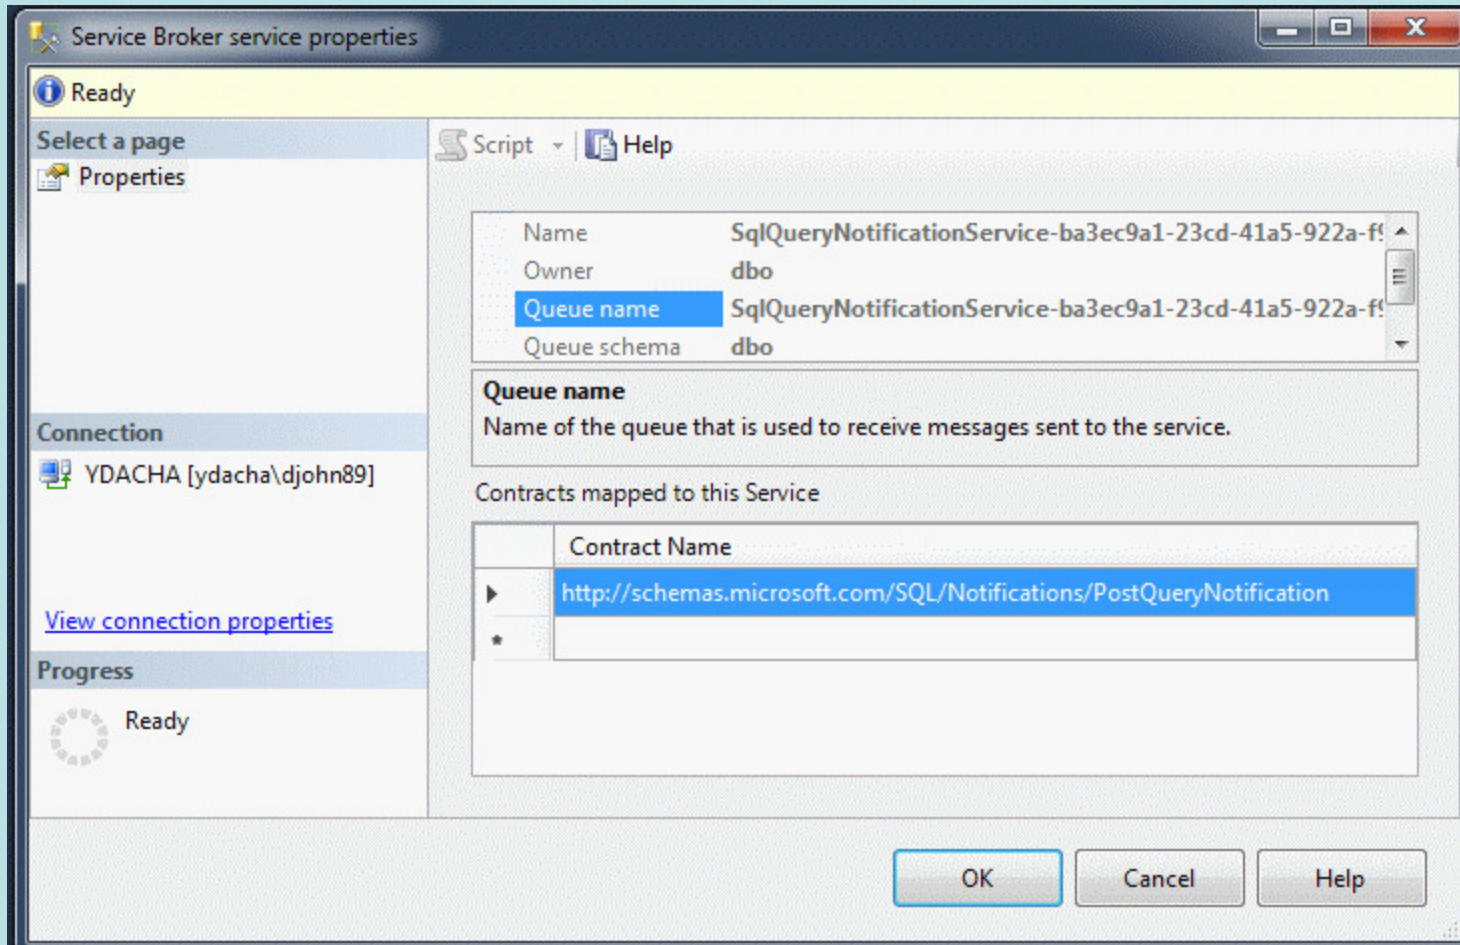 Service Broker service properties
Ready
Select a page
Properties
Script
Help
Name SqlQueryNotificationService-ba3ec9a1-23cd-41a5-922a-f9
Owner dbo
Queue name SqlQueryNotificationService-ba3ec9a1-23cd-41a5-922a-f9
Queue schema dbo
Queue name
Name of the queue that is used to receive messages sent to the service.
Connection
YDACHA [ydacha\djohn89]
View connection properties
Contracts mapped to this Service
Contract Name
http://schemas.microsoft.com/SQL/Notifications/PostQueryNotification
Progress
Ready
OK
Cancel
Help